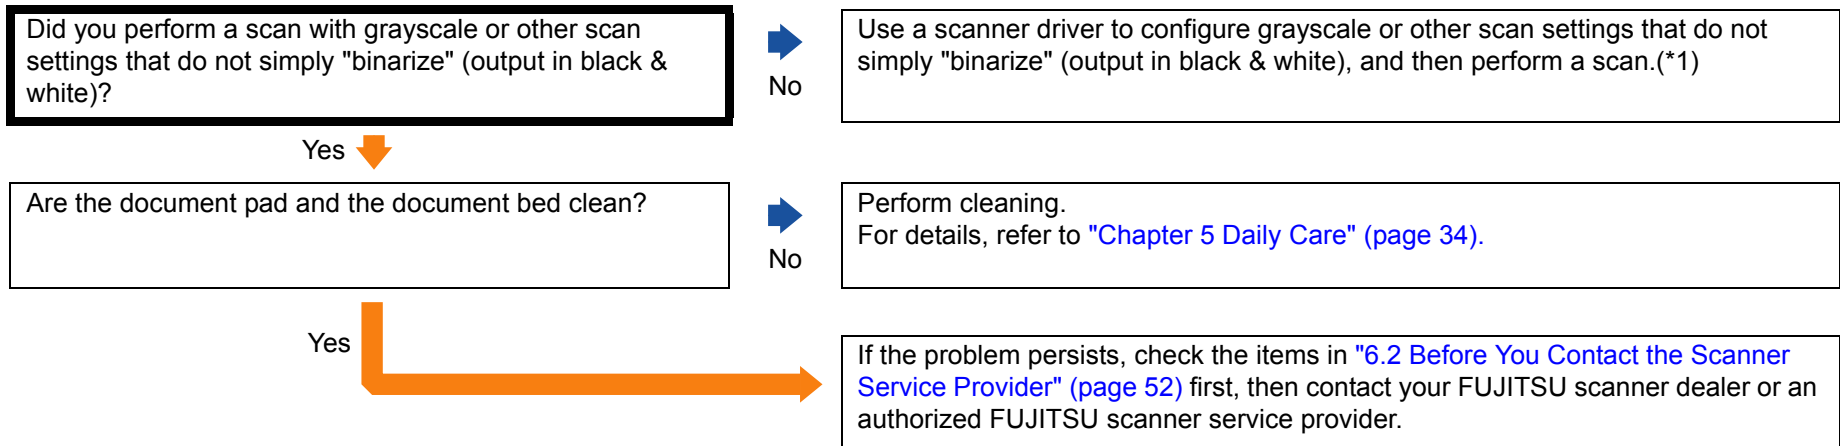 Did you perform a scan with grayscale or other scan
settings that do not simply "binarize" (output in black &
white)?
No
Use a scanner driver to configure grayscale or other scan settings that do not
simply "binarize" (output in black & white), and then perform a scan.(*1)
Yes
Are the document pad and the document bed clean?
No
Perform cleaning.
For details, refer to "Chapter 5 Daily Care" (page 34).
Yes
If the problem persists, check the items in "6.2 Before You Contact the Scanner
Service Provider" (page 52) first, then contact your FUJITSU scanner dealer or an
authorized FUJITSU scanner service provider.